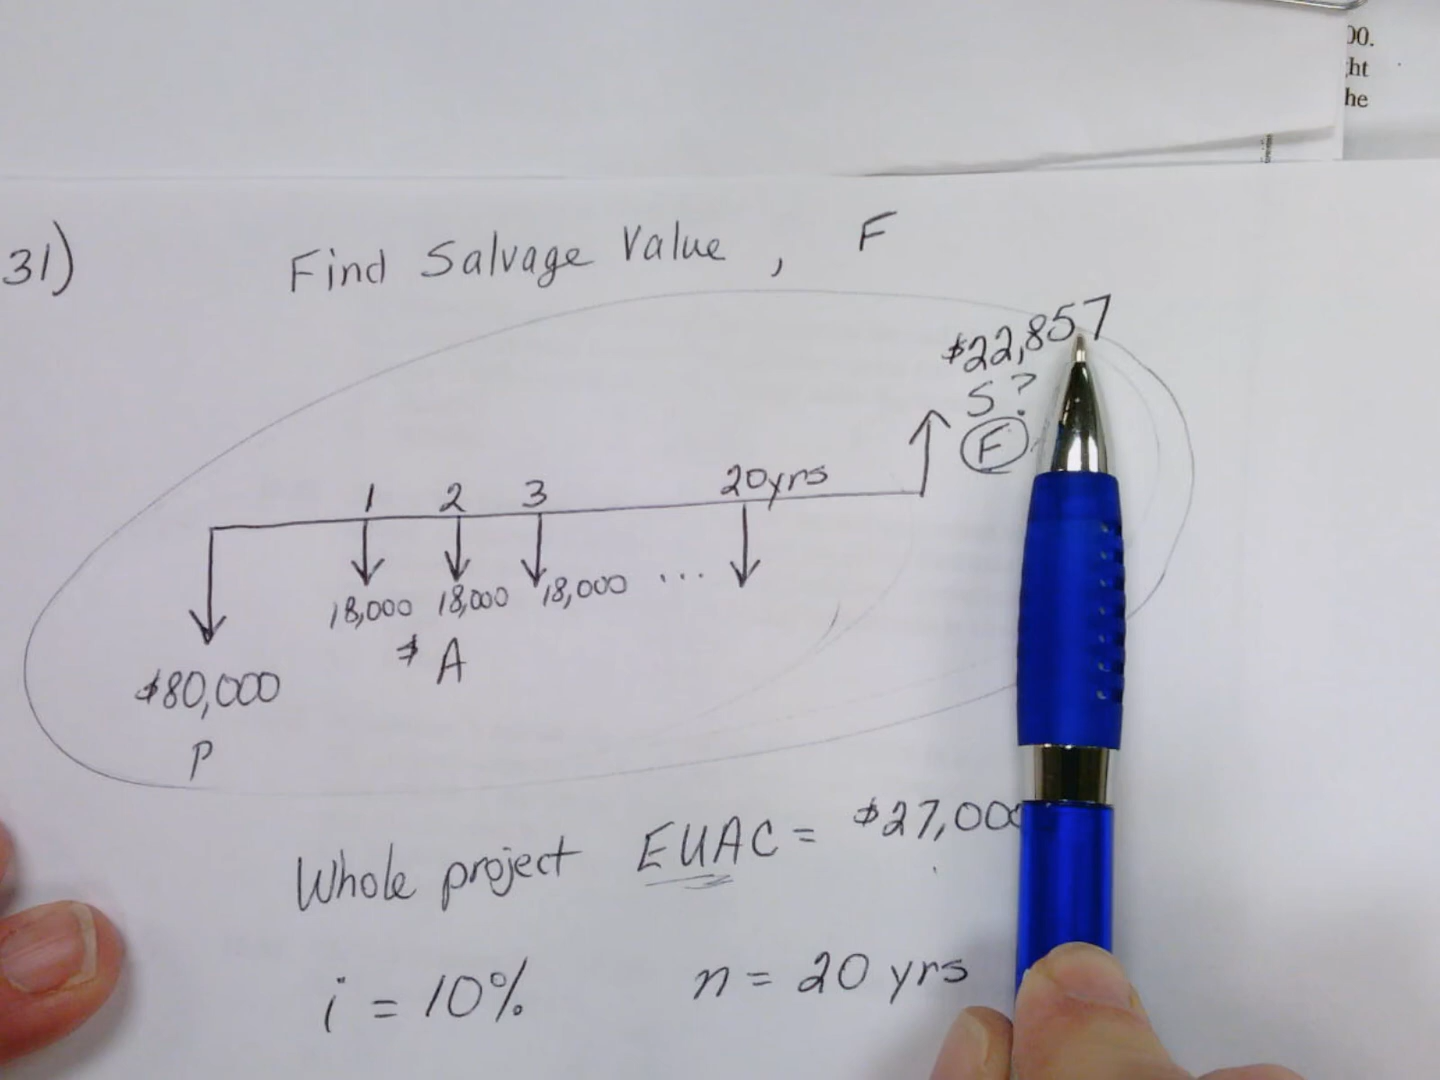 00.
ht
he
31) Find Salvage Value, F
$22,857
S?
F
1 2 3 20yrs
18,000 18,000 18,000 ...
$ A
$80,000
P
Whole project EUAC = $27,000
i = 10% n = 20 yrs